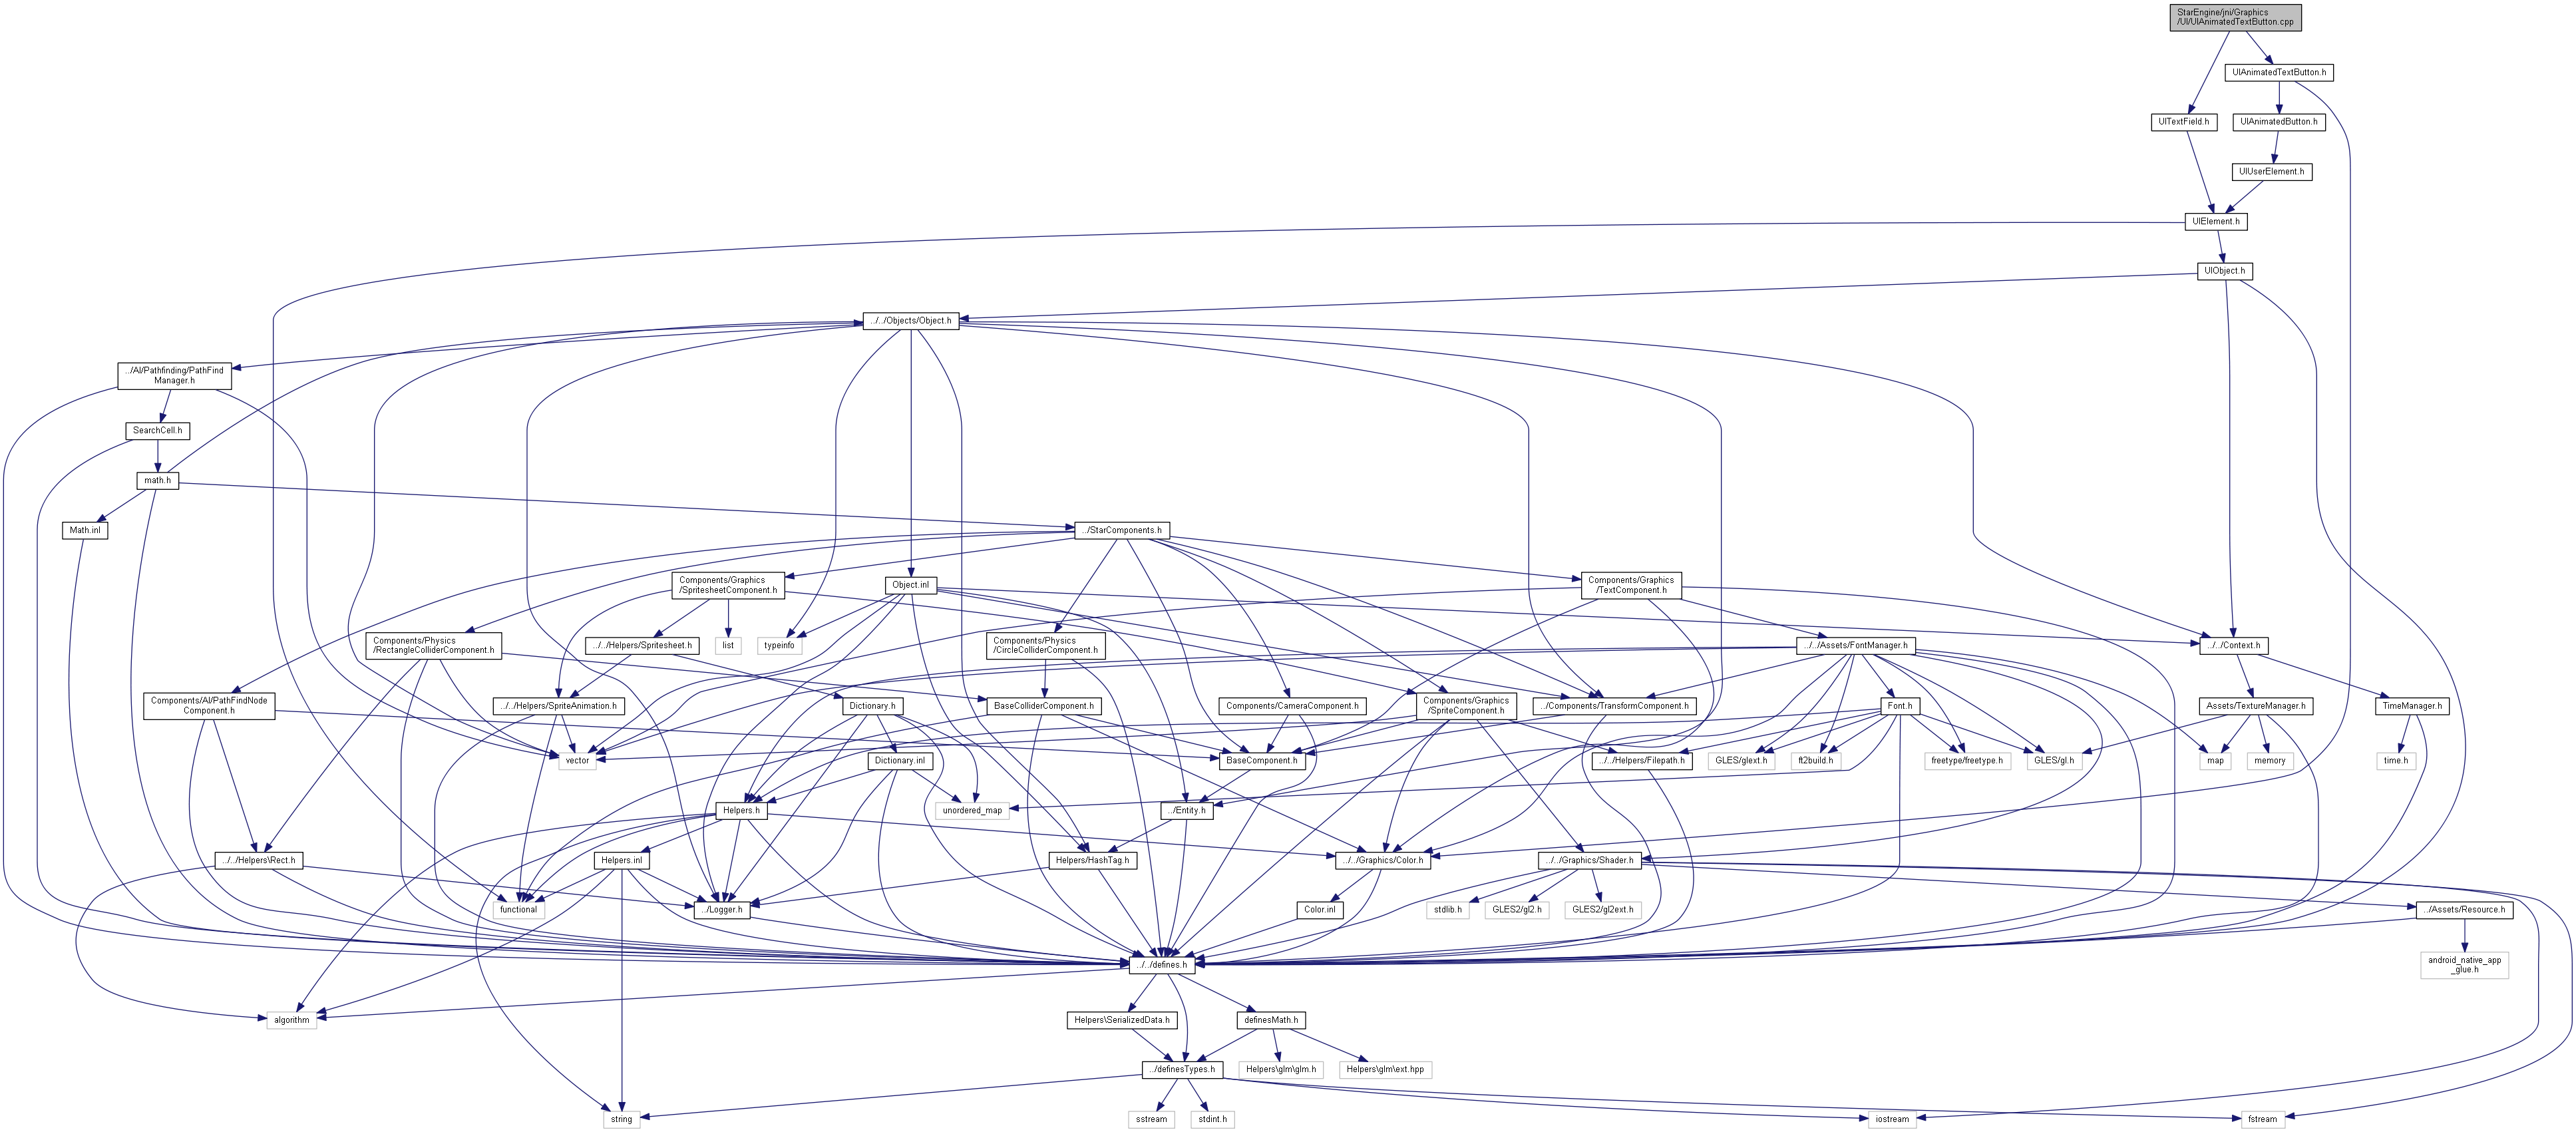 StarEngine/jni/Graphics
/UI/UIAnimatedTextButton.cpp
UIAnimatedTextButton.h
UITextField.h
UIAnimatedButton.h
UIUserElement.h
UIElement.h
UIObject.h
../../Objects/Object.h
../AI/Pathfinding/PathFind
Manager.h
SearchCell.h
math.h
Math.inl
../StarComponents.h
Components/Graphics
/SpritesheetComponent.h
Object.inl
Components/Graphics
/TextComponent.h
Components/Physics
/RectangleColliderComponent.h
../../Helpers/Spritesheet.h
list
typeinfo
Components/Physics
/CircleColliderComponent.h
../../Assets/FontManager.h
../../Context.h
Components/AI/PathFindNode
Component.h
../../Helpers/SpriteAnimation.h
Dictionary.h
BaseColliderComponent.h
Components/CameraComponent.h
Components/Graphics
/SpriteComponent.h
../Components/TransformComponent.h
Font.h
Assets/TextureManager.h
TimeManager.h
vector
Dictionary.inl
BaseComponent.h
../../Helpers/Filepath.h
GLES/glext.h
ft2build.h
freetype/freetype.h
GLES/gl.h
map
memory
time.h
Helpers.h
unordered_map
../Entity.h
../../Helpers\Rect.h
Helpers.inl
Helpers/HashTag.h
../../Graphics/Color.h
../../Graphics/Shader.h
functional
../Logger.h
Color.inl
stdlib.h
GLES2/gl2.h
GLES2/gl2ext.h
../Assets/Resource.h
../../defines.h
android_native_app
_glue.h
algorithm
Helpers\SerializedData.h
definesMath.h
../definesTypes.h
Helpers\glm\glm.h
Helpers\glm\ext.hpp
string
sstream
stdint.h
iostream
fstream